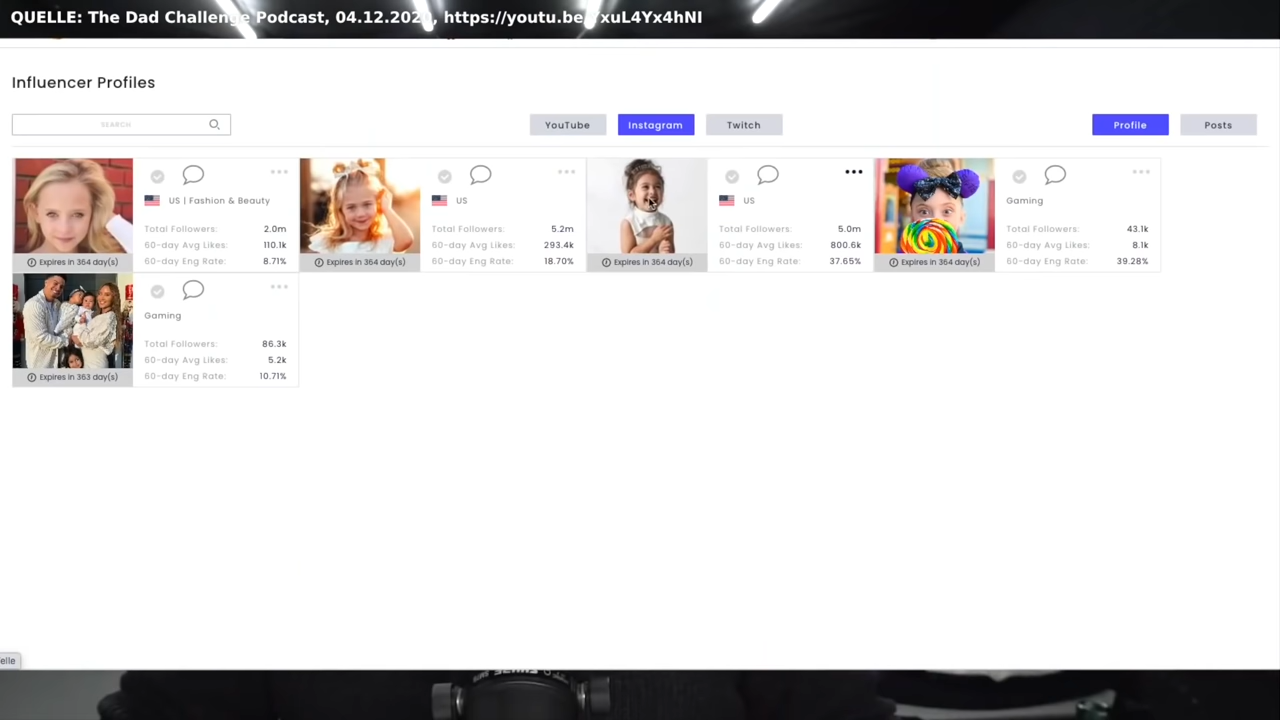 QUELLE: The Dad Challenge Podcast, 04.12.2020, https://youtu.be/YxuL4Yx4hNI
Influencer Profiles
SEARCH
YouTube
Instagram
Twitch
Profile
Posts
US | Fashion & Beauty
Total Followers: 2.0m
60-day Avg Likes: 110.1k
60-day Eng Rate: 8.71%
Expires in 364 day(s)
US
Total Followers: 5.2m
60-day Avg Likes: 293.4k
60-day Eng Rate: 18.70%
Expires in 364 day(s)
US
Total Followers: 5.0m
60-day Avg Likes: 800.6k
60-day Eng Rate: 37.65%
Expires in 364 day(s)
Gaming
Total Followers: 43.1k
60-day Avg Likes: 8.1k
60-day Eng Rate: 39.28%
Expires in 364 day(s)
Gaming
Total Followers: 86.3k
60-day Avg Likes: 5.2k
60-day Eng Rate: 10.71%
Expires in 363 day(s)
elle